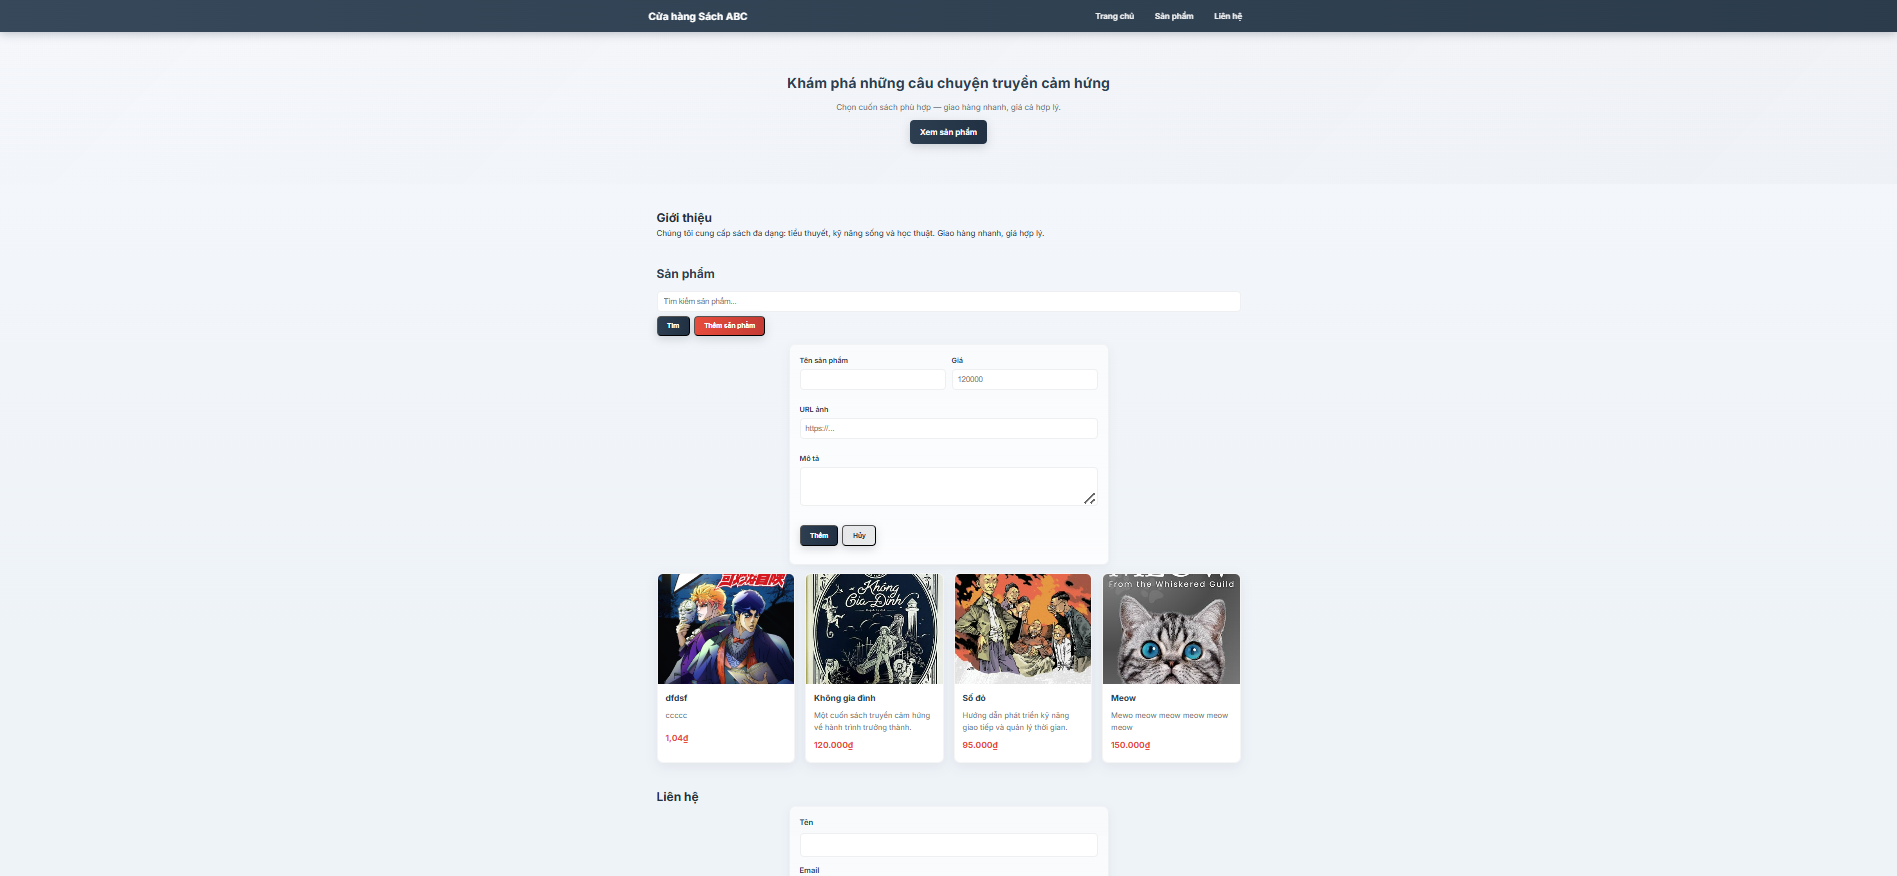 Cửa hàng Sách ABC
Trang chủ Sản phẩm Liên hệ
Khám phá những câu chuyện truyền cảm hứng
Chọn cuốn sách phù hợp — giao hàng nhanh, giá cả hợp lý.
Xem sản phẩm
Giới thiệu
Chúng tôi cung cấp sách đa dạng: tiểu thuyết, kỹ năng sống và học thuật. Giao hàng nhanh, giá hợp lý.
Sản phẩm
Tìm kiếm sản phẩm...
Tìm Thêm sản phẩm
Tên sản phẩm Giá
120000
URL ảnh
https://...
Mô tả
Thêm Hủy
Không
Gia Đình
From the Whiskered Guild
dfdsf
ccccc
1,04₫
Không gia đình
Một cuốn sách truyền cảm hứng
về hành trình trưởng thành.
120.000₫
Số đỏ
Hướng dẫn phát triển kỹ năng
giao tiếp và quản lý thời gian.
95.000₫
Meow
Mewo meow meow meow meow
meow
150.000₫
Liên hệ
Tên
Email